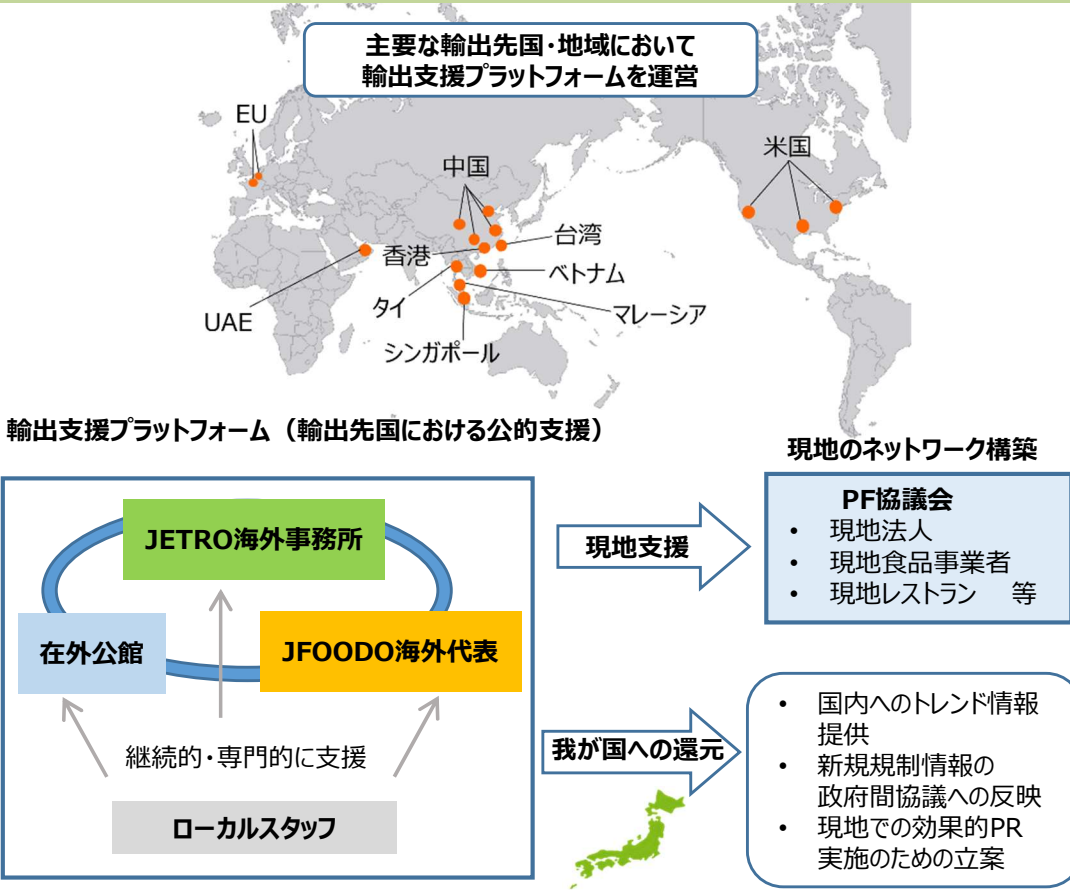 主要な輸出先国・地域において
輸出支援プラットフォームを運営
EU
中国
米国
台湾
香港
ベトナム
タイ
マレーシア
UAE
シンガポール
輸出支援プラットフォーム（輸出先国における公的支援）
現地のネットワーク構築
JETRO海外事務所
在外公館
JFOODO海外代表
継続的・専門的に支援
ローカルスタッフ
現地支援
PF協議会
• 現地法人
• 現地食品事業者
• 現地レストラン 等
我が国への還元
• 国内へのトレンド情報
提供
• 新規規制情報の
政府間協議への反映
• 現地での効果的PR
実施のための立案